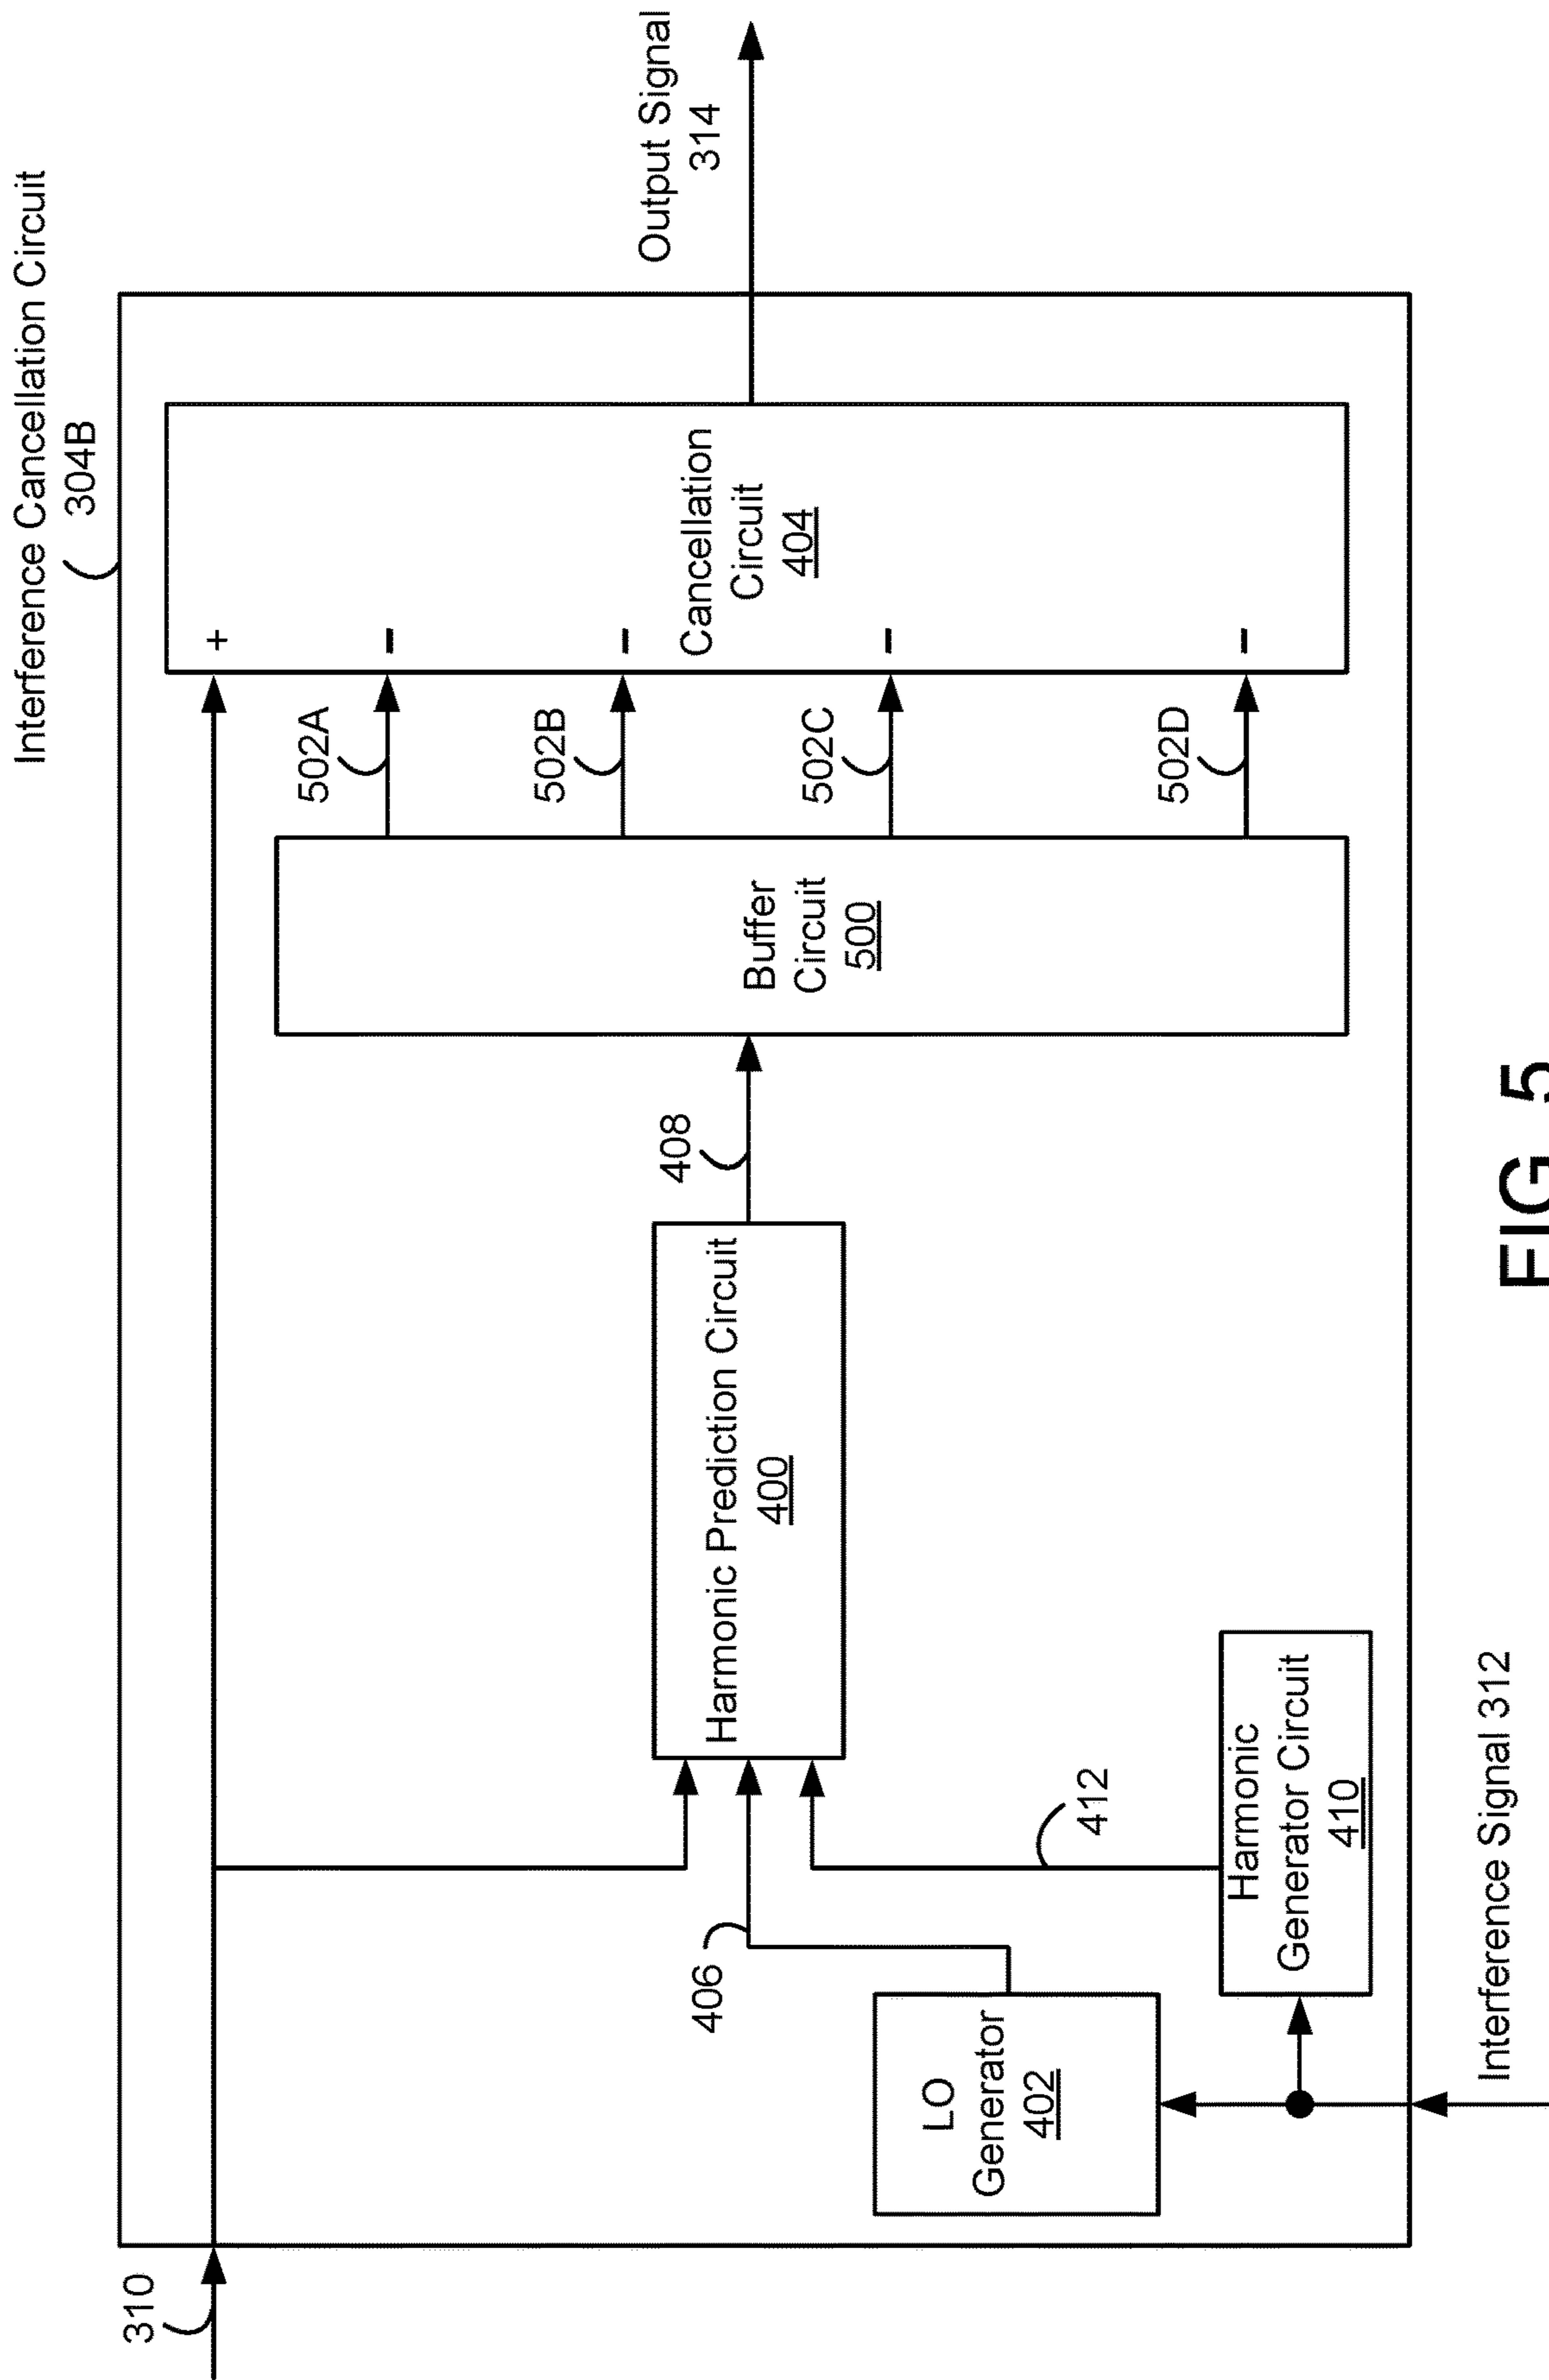 Interference Cancellation Circuit
304B
310
Output Signal
314
+
502A
-
502B
-
Cancellation
Circuit
404
502C
-
502D
-
Buffer
Circuit
500
408
Harmonic Prediction Circuit
400
406
412
LO
Generator
402
Harmonic
Generator Circuit
410
Interference Signal 312
FIG. 5